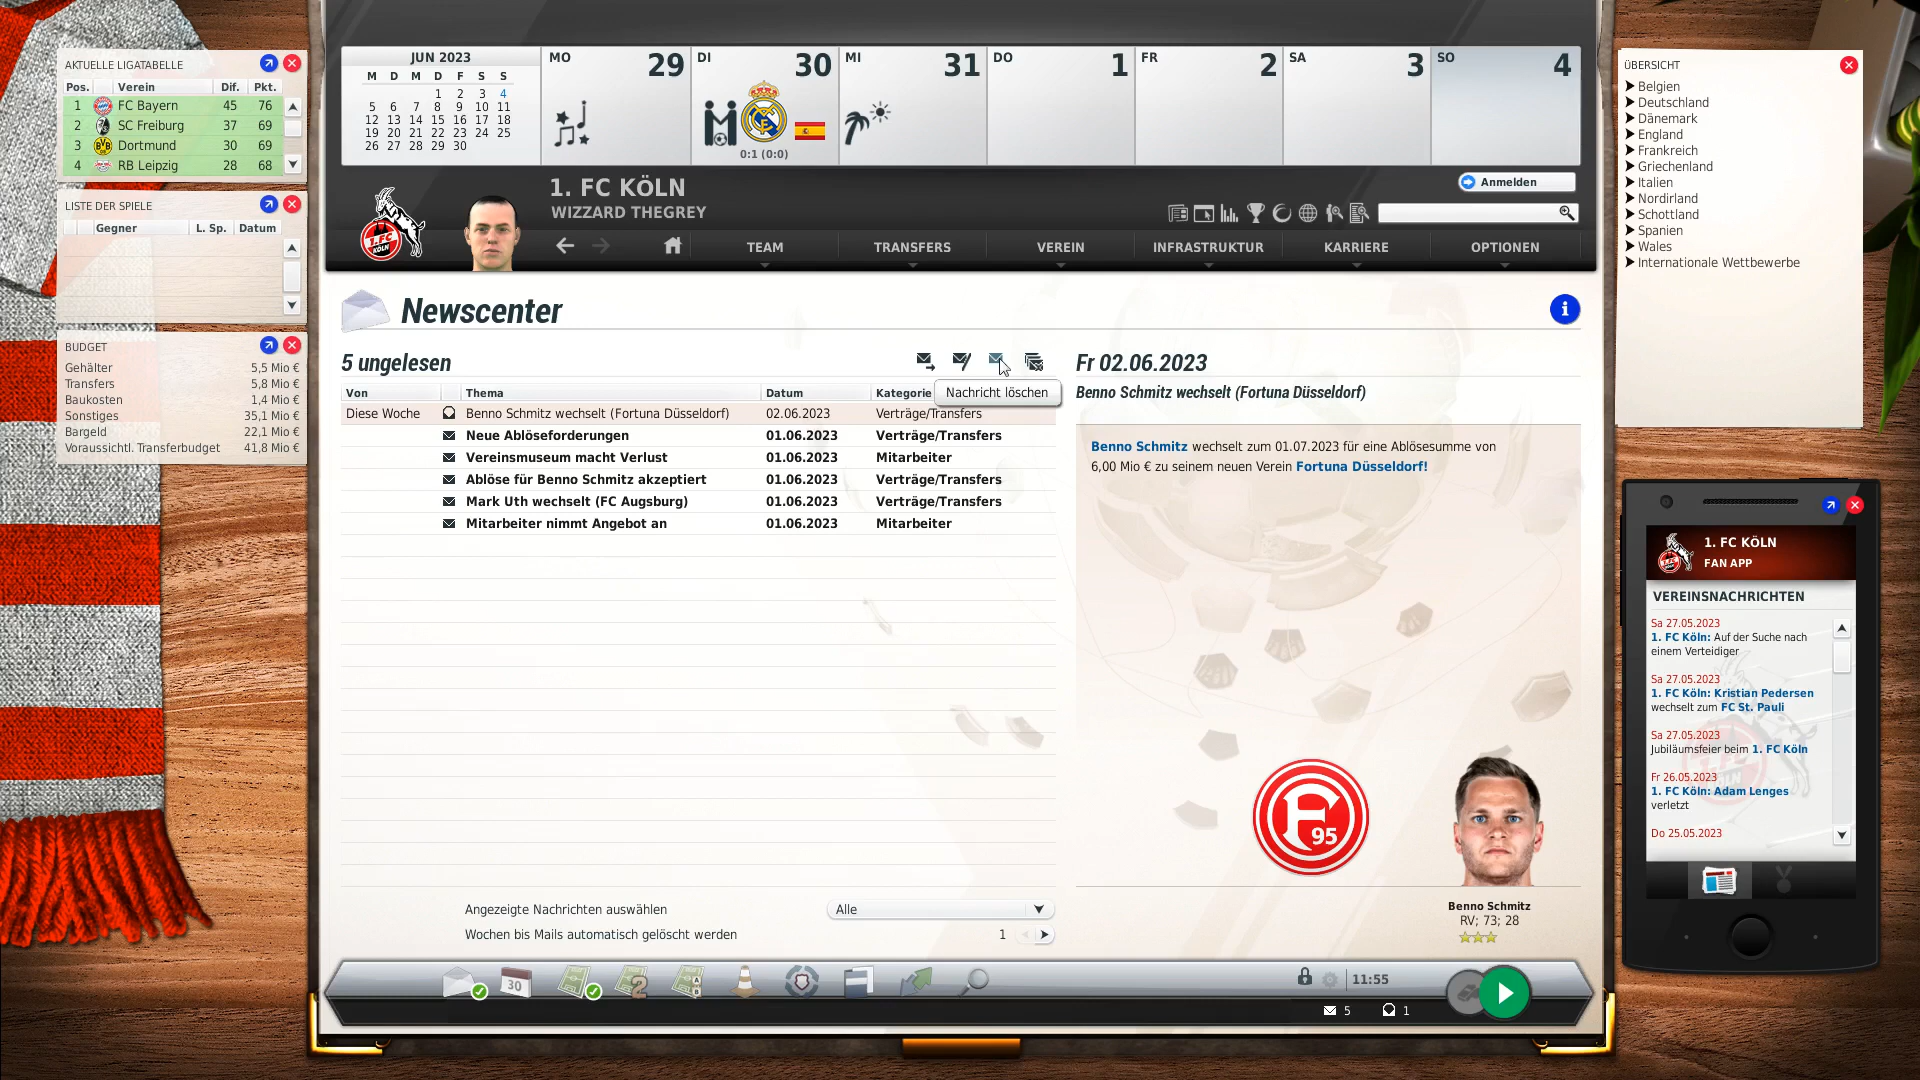 AKTUELLE LIGATABELLE
Pos. Verein Dif. Pkt.
1 FC Bayern 45 76
2 SC Freiburg 37 69
3 Dortmund 30 69
4 RB Leipzig 28 68
LISTE DER SPIELE
Gegner L. Sp. Datum
BUDGET
Gehälter 5,5 Mio €
Transfers 5,8 Mio €
Baukosten 1,4 Mio €
Sonstiges 35,1 Mio €
Bargeld 22,1 Mio €
Voraussichtl. Transferbudget 41,8 Mio €
JUN 2023
M D M D F S S
1 2 3 4
5 6 7 8 9 10 11
12 13 14 15 16 17 18
19 20 21 22 23 24 25
26 27 28 29 30
MO 29
DI 30
0:1 (0:0)
MI 31
DO 1
FR 2
SA 3
SO 4
1. FC KÖLN
WIZZARD THEGREY
Anmelden
1.FC KÖLN
TEAM TRANSFERS VEREIN INFRASTRUKTUR KARRIERE OPTIONEN
Newscenter
5 ungelesen
Von Thema Datum Kategorie
Nachricht löschen
Diese Woche Benno Schmitz wechselt (Fortuna Düsseldorf) 02.06.2023 Verträge/Transfers
Neue Ablöseforderungen 01.06.2023 Verträge/Transfers
Vereinsmuseum macht Verlust 01.06.2023 Mitarbeiter
Ablöse für Benno Schmitz akzeptiert 01.06.2023 Verträge/Transfers
Mark Uth wechselt (FC Augsburg) 01.06.2023 Verträge/Transfers
Mitarbeiter nimmt Angebot an 01.06.2023 Mitarbeiter
Angezeigte Nachrichten auswählen Alle
Wochen bis Mails automatisch gelöscht werden 1
Fr 02.06.2023
Benno Schmitz wechselt (Fortuna Düsseldorf)
Benno Schmitz wechselt zum 01.07.2023 für eine Ablösesumme von
6,00 Mio € zu seinem neuen Verein Fortuna Düsseldorf!
F 95
Benno Schmitz
RV; 73; 28
30
2
11:55
5 1
ÜBERSICHT
Belgien
Deutschland
Dänemark
England
Frankreich
Griechenland
Italien
Nordirland
Schottland
Spanien
Wales
Internationale Wettbewerbe
1. FC KÖLN
FAN APP
VEREINSNACHRICHTEN
Sa 27.05.2023
1. FC Köln: Auf der Suche nach
einem Verteidiger
Sa 27.05.2023
1. FC Köln: Kristian Pedersen
wechselt zum FC St. Pauli
Sa 27.05.2023
Jubiläumsfeier beim 1. FC Köln
Fr 26.05.2023
1. FC Köln: Adam Lenges
verletzt
Do 25.05.2023